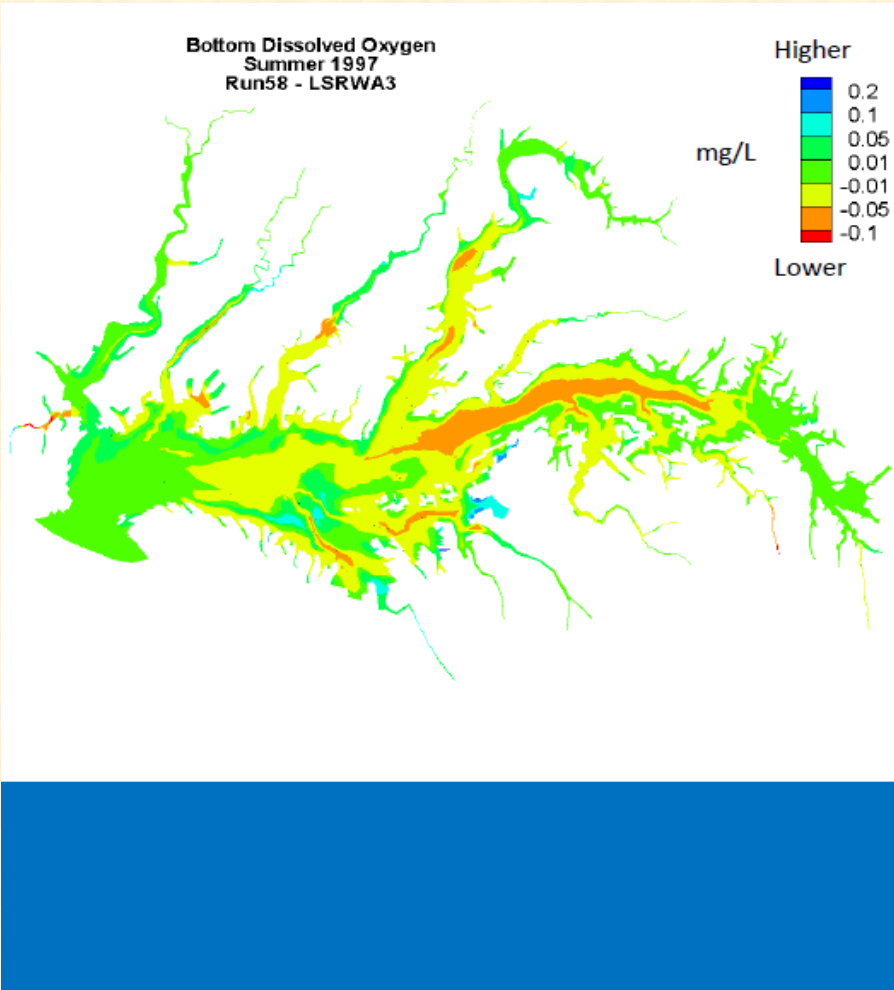 Bottom Dissolved Oxygen
Summer 1997
Run58 - LSRWA3
Higher
mg/L
0.2
0.1
0.05
0.01
-0.01
-0.05
-0.1
Lower